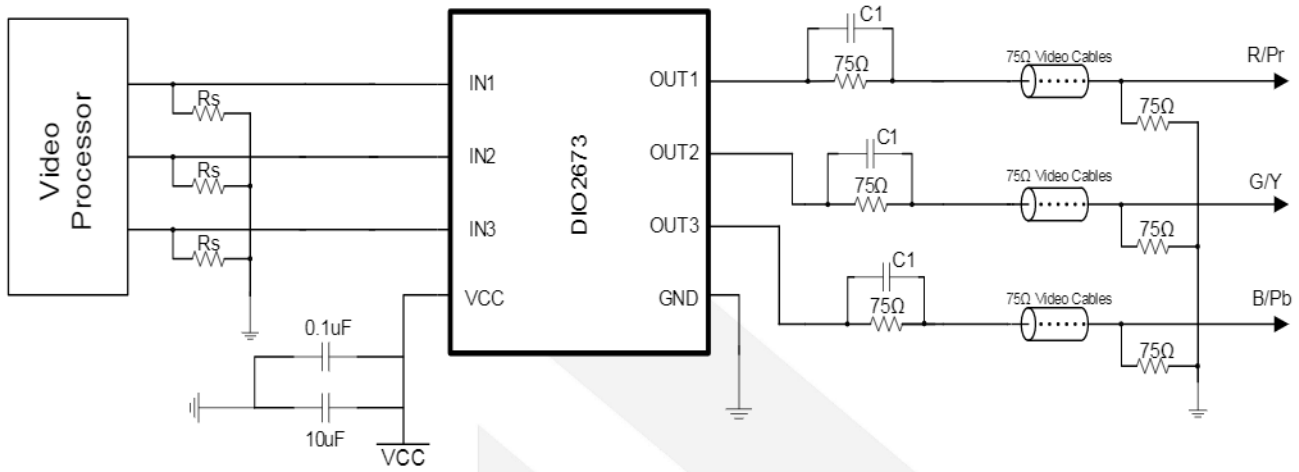 Video
Processor
Rs
Rs
Rs
IN1
IN2
IN3
VCC
DIO2673
OUT1
OUT2
OUT3
GND
0.1uF
10uF
VCC
C1
75Ω
75Ω Video Cables
R/Pr
75Ω
C1
75Ω
75Ω Video Cables
G/Y
75Ω
C1
75Ω
75Ω Video Cables
B/Pb
75Ω